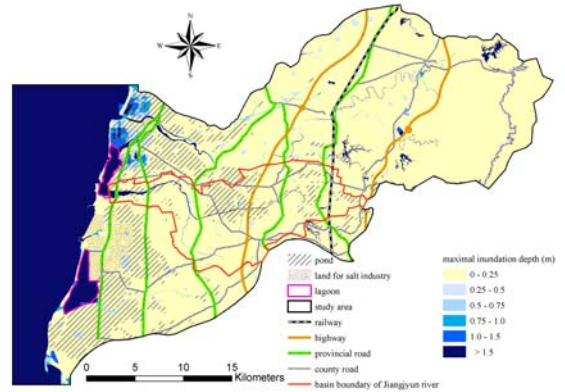 N
W E
S
pond
land for salt industry
lagoon
study area
railway
highway
provincial road
county road
basin boundary of Jiangjyun river
maximal inundation depth (m)
0 - 0.25
0.25 - 0.5
0.5 - 0.75
0.75 - 1.0
1.0 - 1.5
> 1.5
0 5 10 15
Kilometers